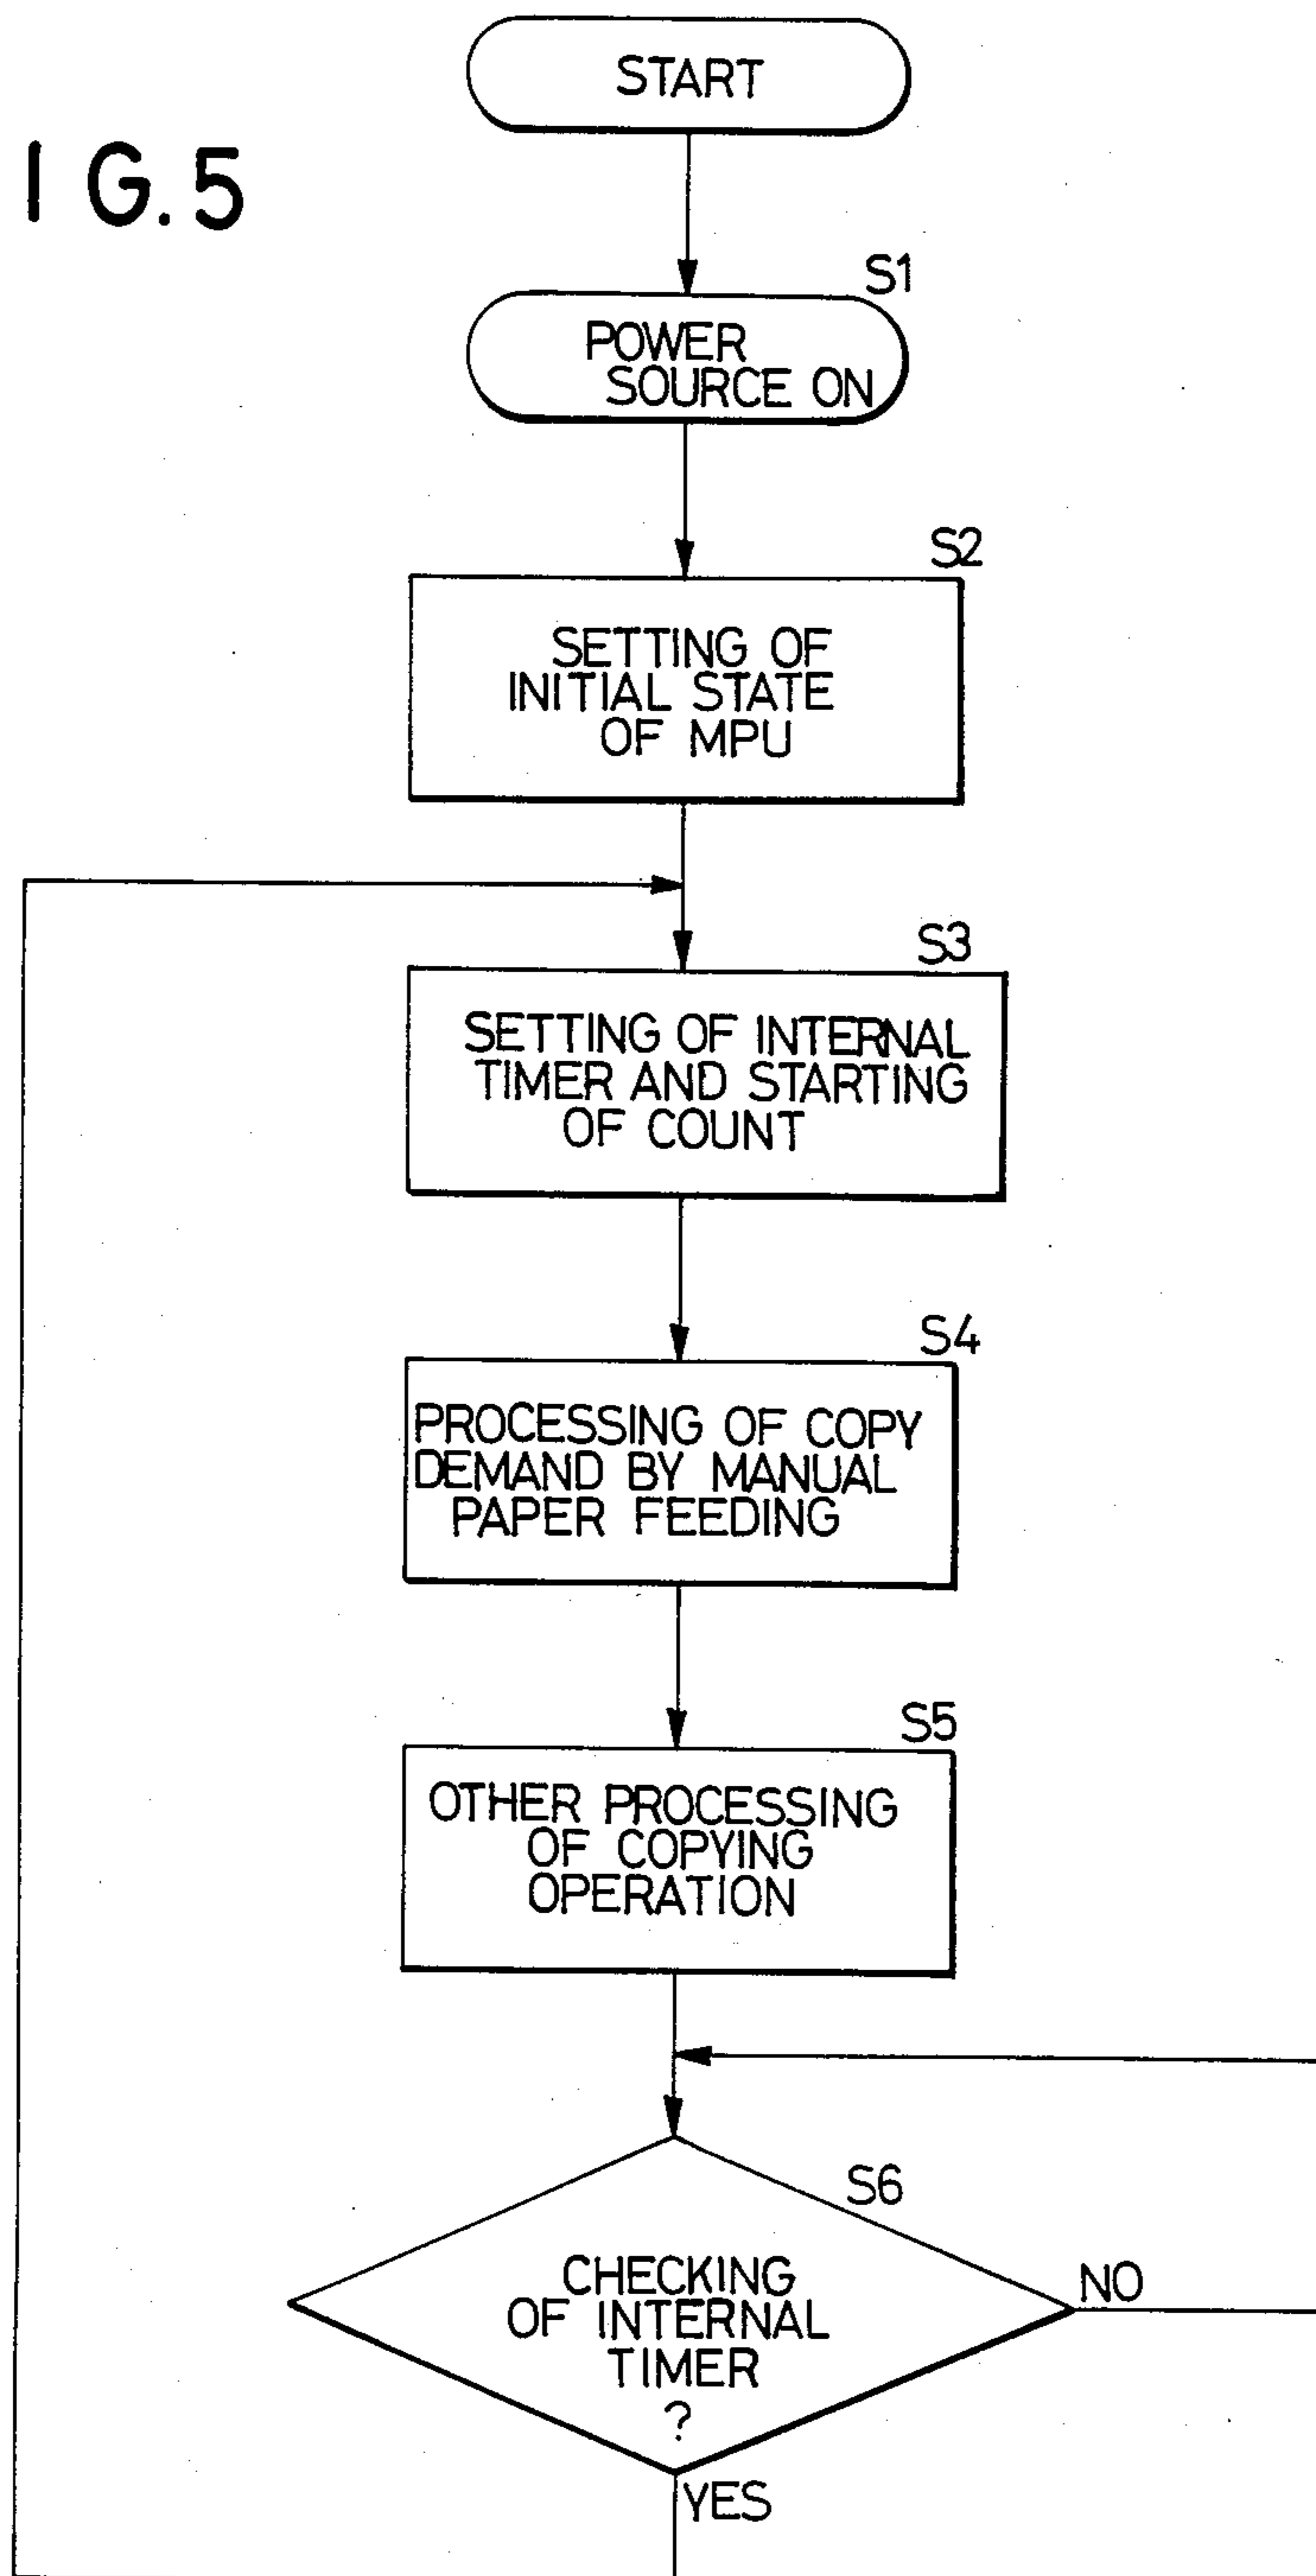 START
I G. 5
S1
POWER
SOURCE ON
S2
SETTING OF
INITIAL STATE
OF MPU
S3
SETTING OF INTERNAL
TIMER AND STARTING
OF COUNT
S4
PROCESSING OF COPY
DEMAND BY MANUAL
PAPER FEEDING
S5
OTHER PROCESSING
OF COPYING
OPERATION
S6
CHECKING
OF INTERNAL
TIMER
?
NO
YES